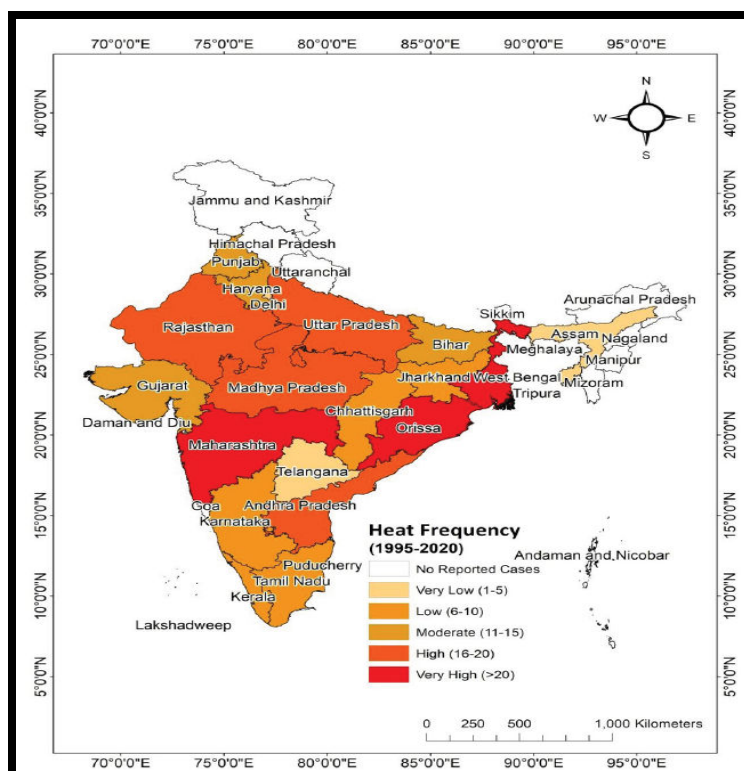 70°0'0"E 75°0'0"E 80°0'0"E 85°0'0"E 90°0'0"E 95°0'0"E
N
W E
S
40°0'0"N 40°0'0"N
35°0'0"N 35°0'0"N
30°0'0"N 30°0'0"N
25°0'0"N 25°0'0"N
20°0'0"N 20°0'0"N
15°0'0"N 15°0'0"N
10°0'0"N 10°0'0"N
5°0'0"N 5°0'0"N
Jammu and Kashmir
Himachal Pradesh
Punjab
Uttaranchal
Haryana
Delhi
Arunachal Pradesh
Sikkim
Rajasthan
Uttar Pradesh
Assam
Nagaland
Bihar
Meghalaya
Manipur
Gujarat
Madhya Pradesh
Jharkhand
West Bengal
Mizoram
Tripura
Chhattisgarh
Daman and Diu
Orissa
Maharashtra
Telangana
Goa
Andhra Pradesh
Karnataka
Andaman and Nicobar
Puducherry
Tamil Nadu
Kerala
Lakshadweep
Heat Frequency
(1995-2020)
No Reported Cases
Very Low (1-5)
Low (6-10)
Moderate (11-15)
High (16-20)
Very High (>20)
0 250 500 1,000 Kilometers
70°0'0"E 75°0'0"E 80°0'0"E 85°0'0"E 90°0'0"E 95°0'0"E